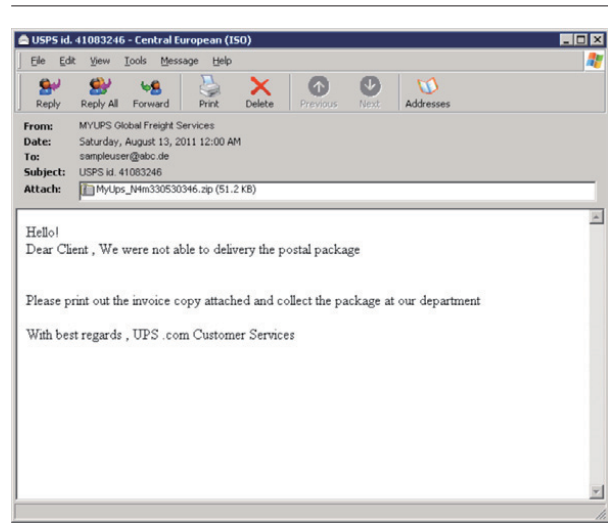 USPS id. 41083246 - Central European (ISO)
File Edit View Tools Message Help
Reply Reply All Forward Print Delete Previous Next Addresses
From: MYUPS Global Freight Services
Date: Saturday, August 13, 2011 12:00 AM
To: sampleuser@abc.de
Subject: USPS id. 41083246
Attach: MyUps_N4m330530346.zip (51.2 KB)
Hello!
Dear Client , We were not able to delivery the postal package
Please print out the invoice copy attached and collect the package at our department
With best regards , UPS .com Customer Services